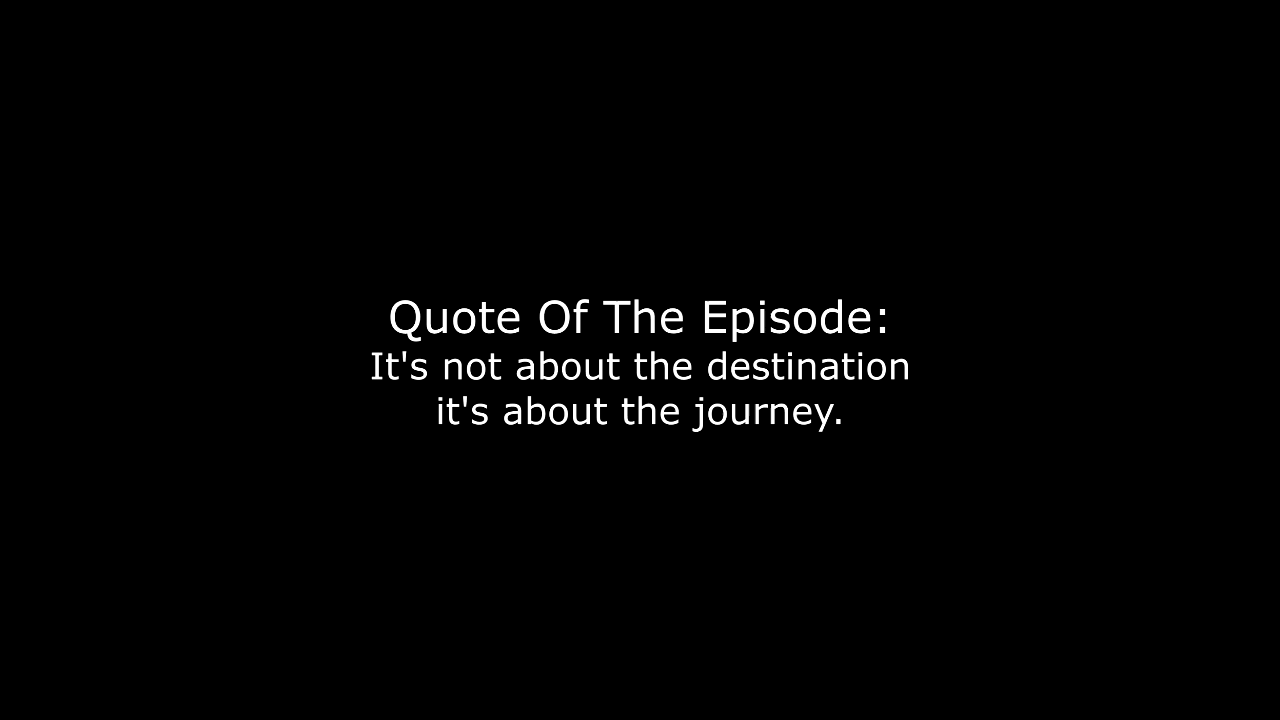 Quote Of The Episode:
It's not about the destination
it's about the journey.